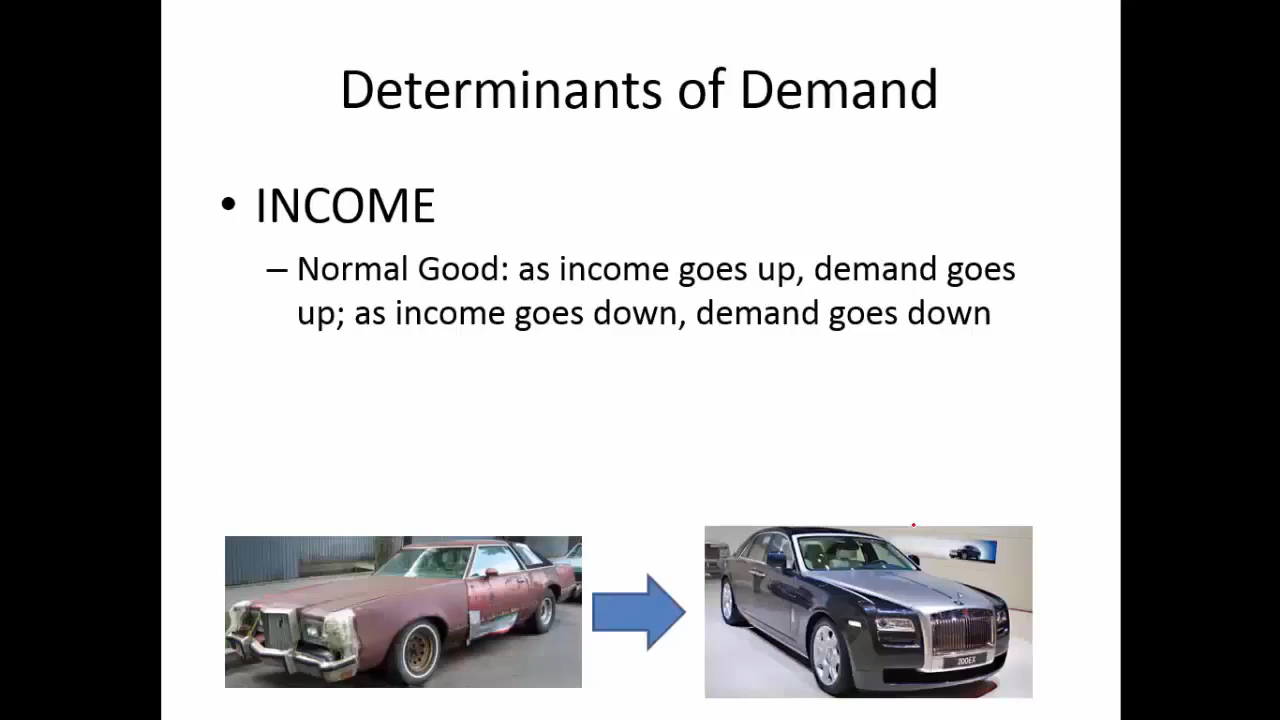 Determinants of Demand
• INCOME
– Normal Good: as income goes up, demand goes
up; as income goes down, demand goes down
200EX